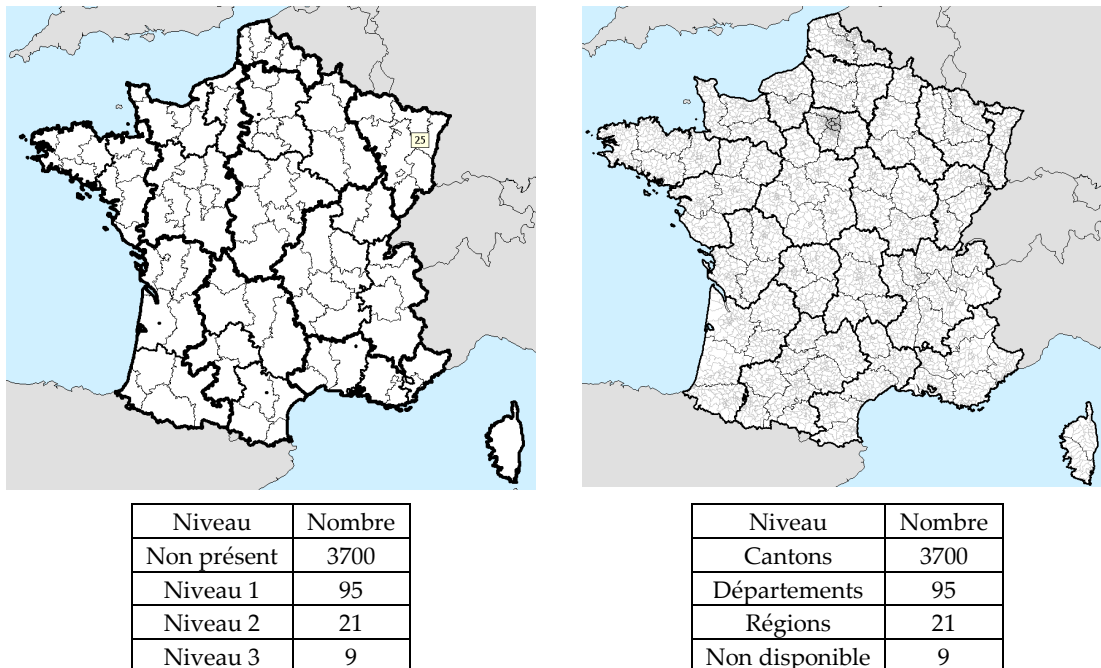 25
Niveau Nombre
Non présent 3700
Niveau 1 95
Niveau 2 21
Niveau 3 9
Niveau Nombre
Cantons 3700
Départements 95
Régions 21
Non disponible 9